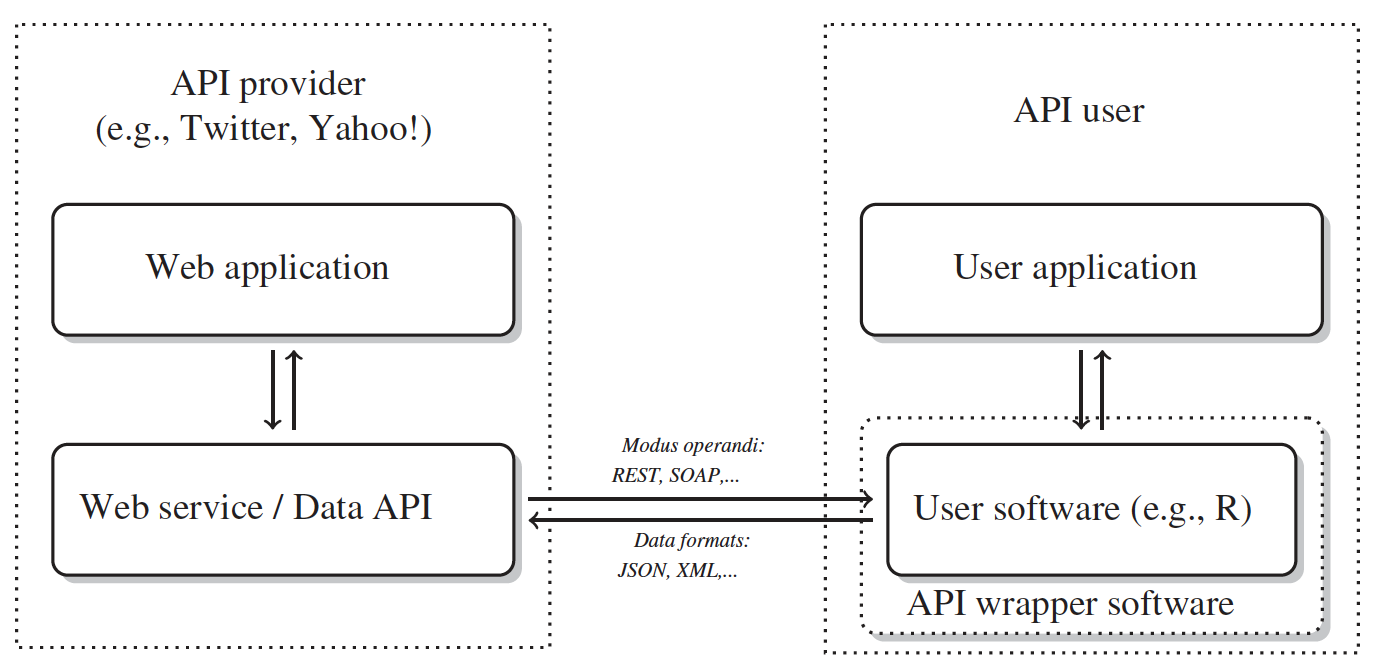 API provider
(e.g., Twitter, Yahoo!)
Web application
Web service / Data API
Modus operandi:
REST, SOAP,...
Data formats:
JSON, XML,...
API user
User application
User software (e.g., R)
API wrapper software